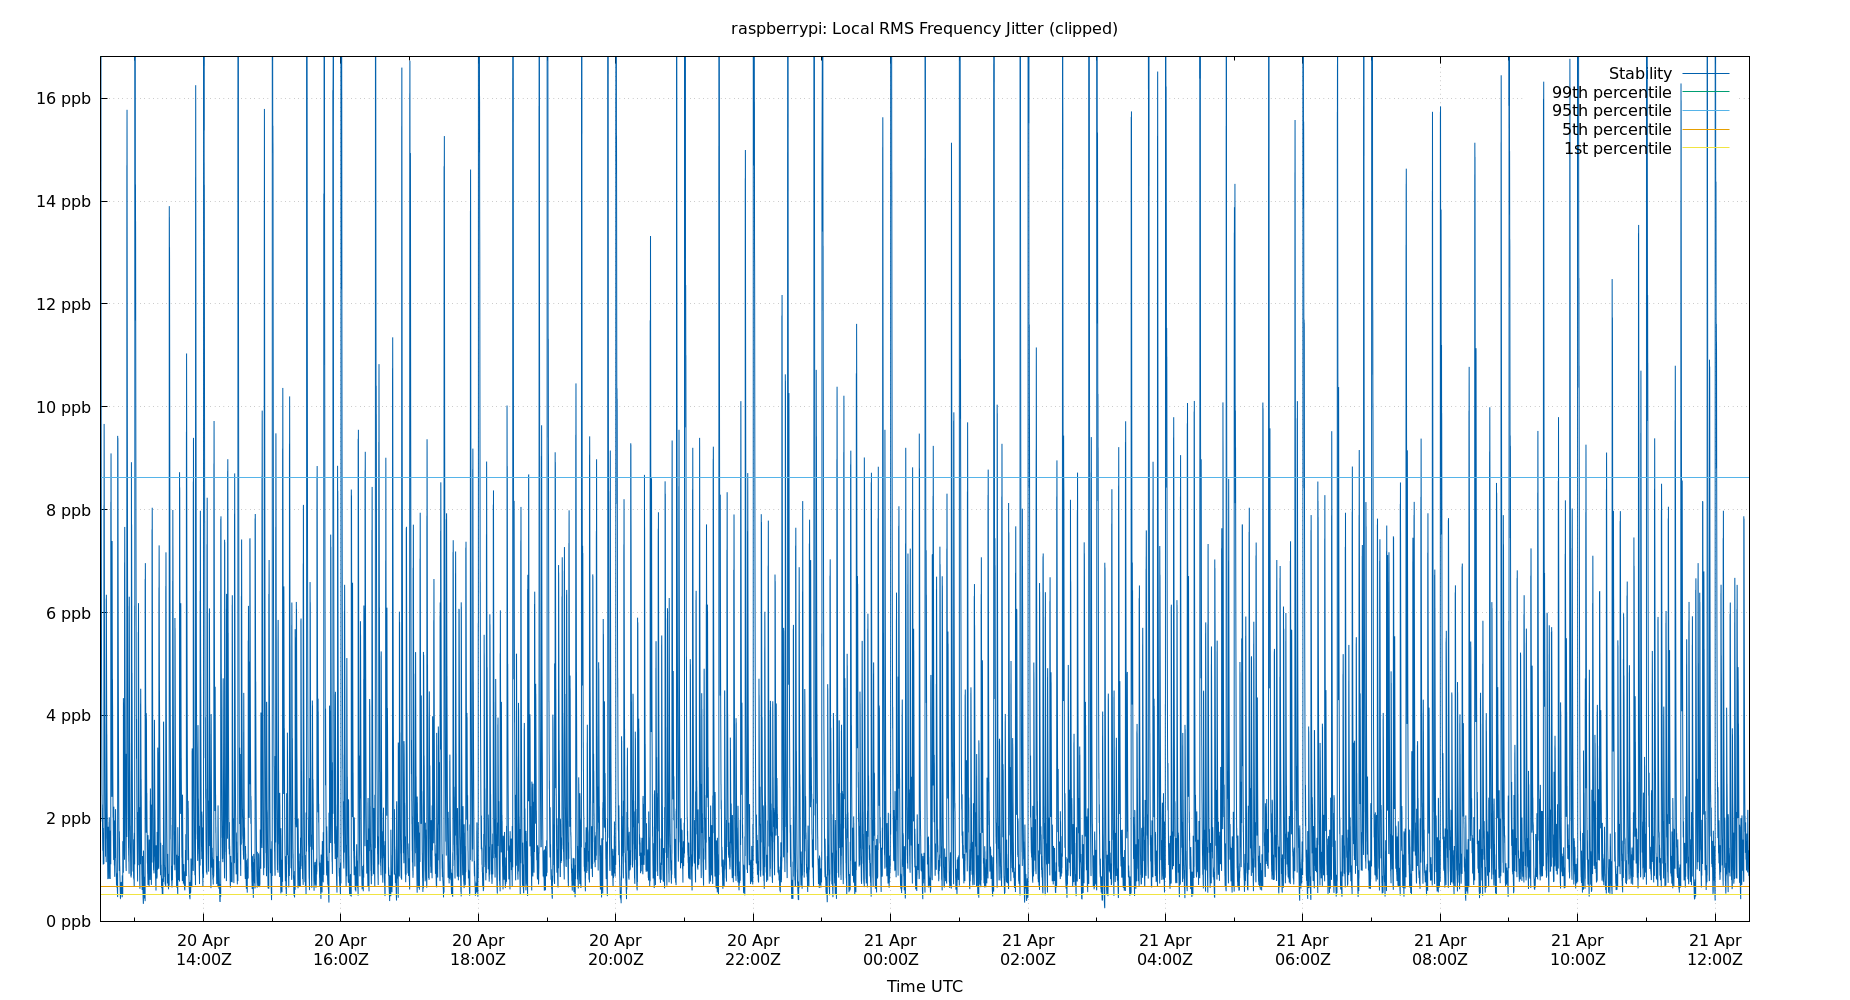 raspberrypi: Local RMS Frequency Jitter (clipped)
16 ppb
14 ppb
12 ppb
10 ppb
8 ppb
6 ppb
4 ppb
2 ppb
0 ppb
Stability
99th percentile
95th percentile
5th percentile
1st percentile
20 Apr 20 Apr 20 Apr 20 Apr 20 Apr 21 Apr 21 Apr 21 Apr 21 Apr 21 Apr 21 Apr 21 Apr
14:00Z 16:00Z 18:00Z 20:00Z 22:00Z 00:00Z 02:00Z 04:00Z 06:00Z 08:00Z 10:00Z 12:00Z
Time UTC